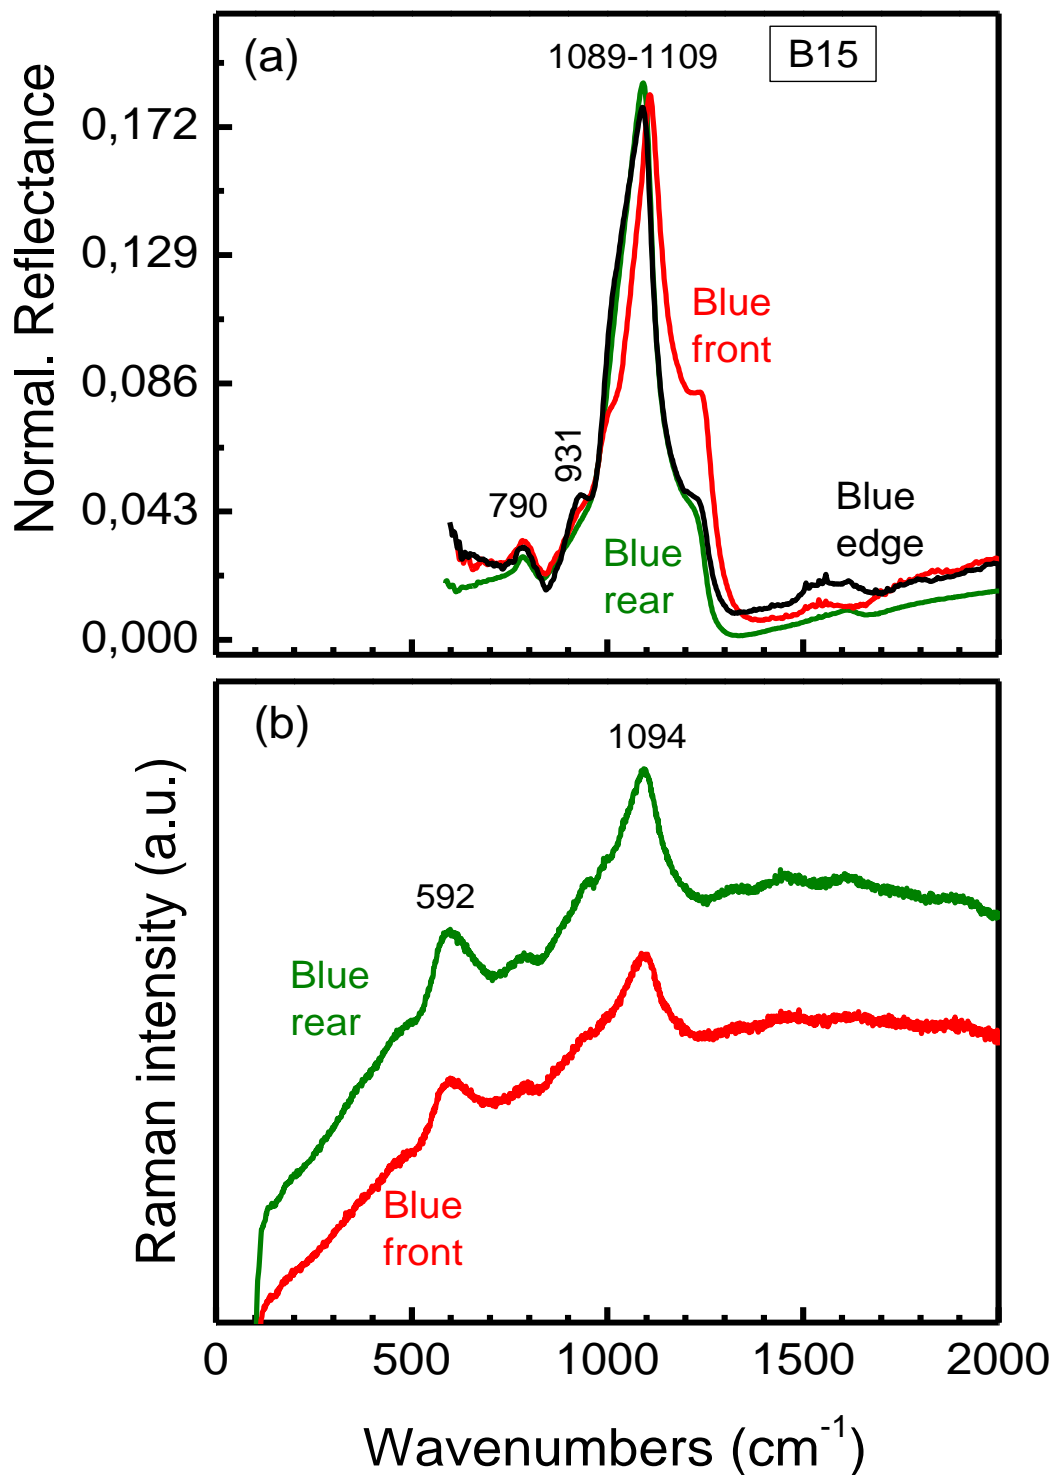 (a)
1089-1109
B15
Normal. Reflectance
0,172
0,129
0,086
0,043
0,000
Blue
front
931
790
Blue
edge
Blue
rear
(b)
1094
Raman intensity (a.u.)
592
Blue
rear
Blue
front
0 500 1000 1500 2000
Wavenumbers (cm⁻¹)